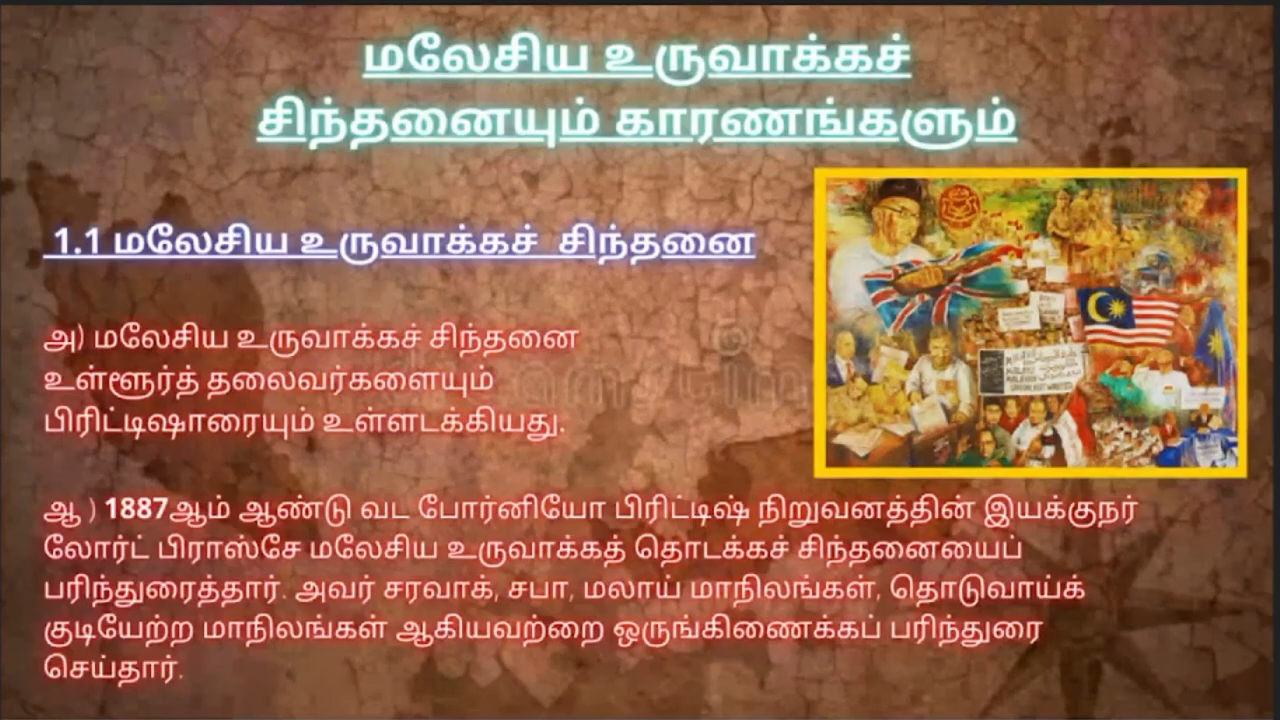 மலேசிய உருவாக்கச்
சிந்தனையும் காரணங்களும்
1.1 மலேசிய உருவாக்கச் சிந்தனை
அ) மலேசிய உருவாக்கச் சிந்தனை
உள்ளூர்த் தலைவர்களையும்
பிரிட்டிஷாரையும் உள்ளடக்கியது.
ஆ ) 1887ஆம் ஆண்டு வட போர்னியோ பிரிட்டிஷ் நிறுவனத்தின் இயக்குநர்
லோர்ட் பிராஸ்சே மலேசிய உருவாக்கத் தொடக்கச் சிந்தனையைப்
பரிந்துரைத்தார். அவர் சரவாக், சபா, மலாய் மாநிலங்கள், தொடுவாய்க்
குடியேற்ற மாநிலங்கள் ஆகியவற்றை ஒருங்கிணைக்கப் பரிந்துரை
செய்தார்.